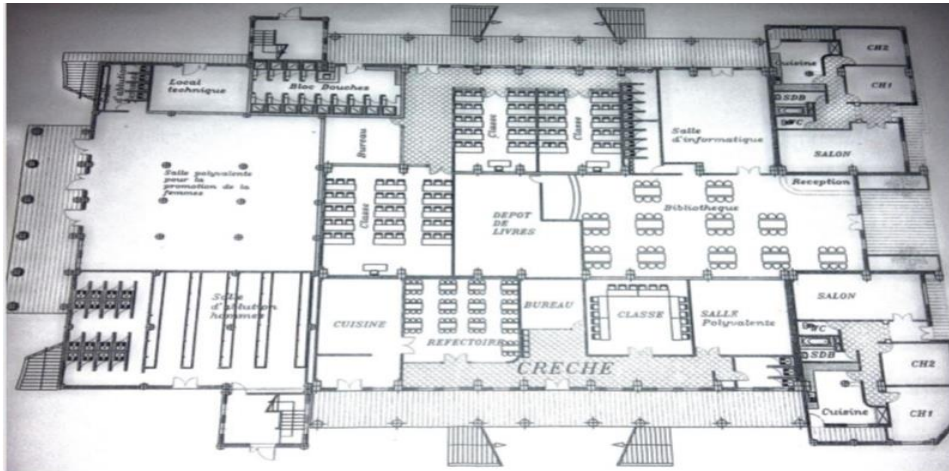 Local
technique
Bloc Douches
Bureau
Classe
Classe
Salle
d'informatique
Cuisine
CH2
CH1
SDB
WC
SALON
Reception
Salle polyvalente
pour la
promotion de la
femmes
Classe
DEPOT
DE
LIVRES
Bibliotheque
Salle
d'ablution
hommes
CUISINE
REFECTOIRE
BUREAU
CLASSE
SALLE
Polyvalente
CRECHE
SALON
WC
SDB
CH2
Cuisine
CH1